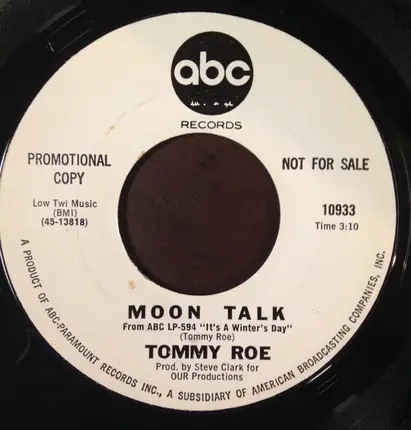 abc
RECORDS
PROMOTIONAL
COPY
NOT FOR SALE
Low Twi Music
(BMI)
(45-13818)
10933
Time 3:10
MOON TALK
From ABC LP-594 "It's A Winter's Day"
(Tommy Roe)
TOMMY ROE
Prod. by Steve Clark for
OUR Productions
A PRODUCT OF ABC-PARAMOUNT RECORDS INC., A SUBSIDIARY OF AMERICAN BROADCASTING COMPANIES, INC.